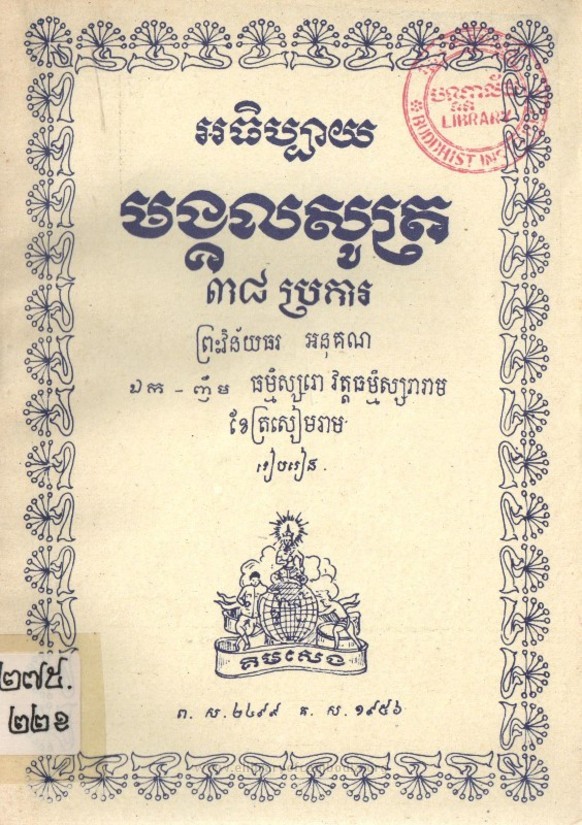 អធិប្បាយ
មង្គលសូត្រ
៣៨ ប្រការ
ព្រះវិន័យធរ អនុគណ
ឯក - ញឹម ធម្មិស្សរោ វត្តធម្មិស្សរារាម
ខែត្រសៀមរាម
រៀបរៀង .
គីមសេង
ព. ស. ២៤៩៩ គ. ស. ១៩៥៦
LIBRARY
BUDDHIST
២៧៥.
២២ខ